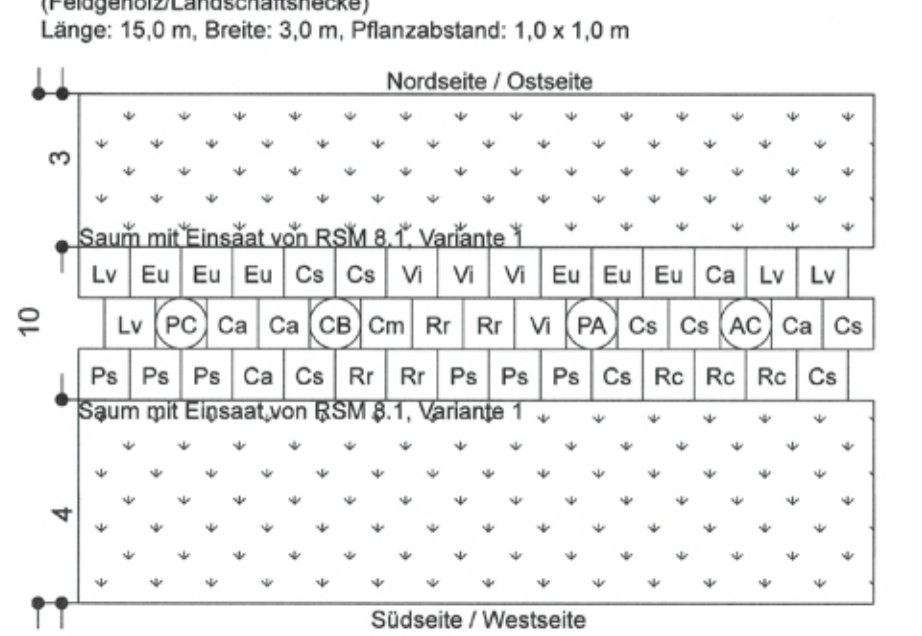 (Feldgehölz/Landschaftshecke)
Länge: 15,0 m, Breite: 3,0 m, Pflanzabstand: 1,0 x 1,0 m
Nordseite / Ostseite
3
Saum mit Einsaat von RSM 8.1, Variante 1
Lv Eu Eu Eu Cs Cs Vi Vi Vi Eu Eu Eu Ca Lv Lv
10
Lv PC Ca Ca CB Cm Rr Rr Vi PA Cs Cs AC Ca Cs
Ps Ps Ps Ca Cs Rr Rr Ps Ps Ps Cs Rc Rc Rc Cs
Saum mit Einsaat von RSM 8.1, Variante 1
4
Südseite / Westseite